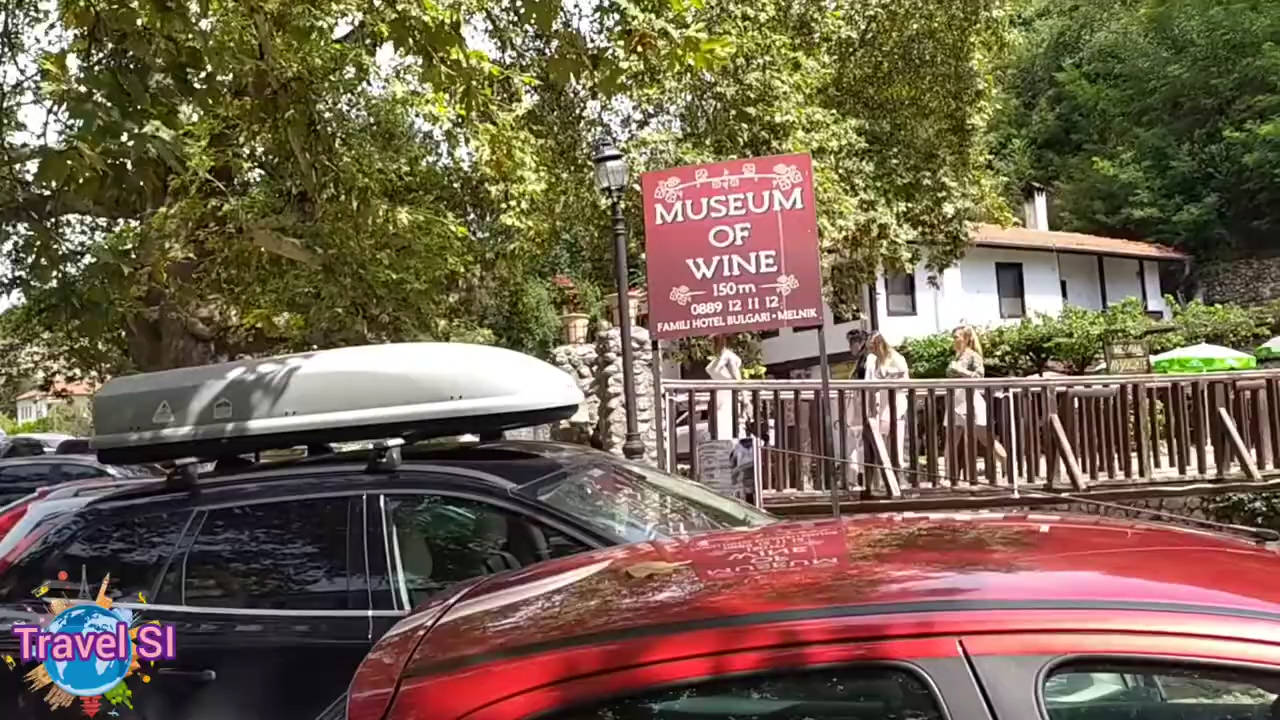 MUSEUM
OF
WINE
150m
0889 12 11 12
FAMILI HOTEL BULGARI • MELNIK
Travel SI